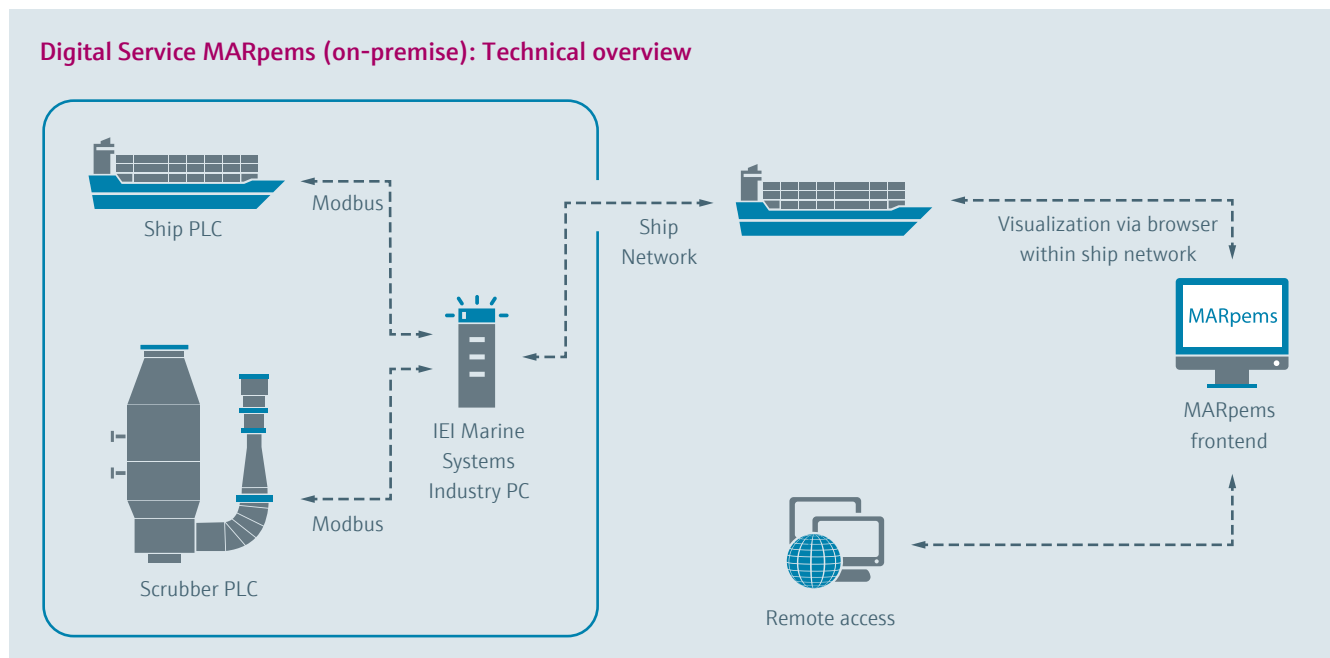 Digital Service MARpems (on-premise): Technical overview
Ship PLC
Modbus
Scrubber PLC
Modbus
IEI Marine
Systems
Industry PC
Ship
Network
Visualization via browser
within ship network
MARpems
MARpems
frontend
Remote access